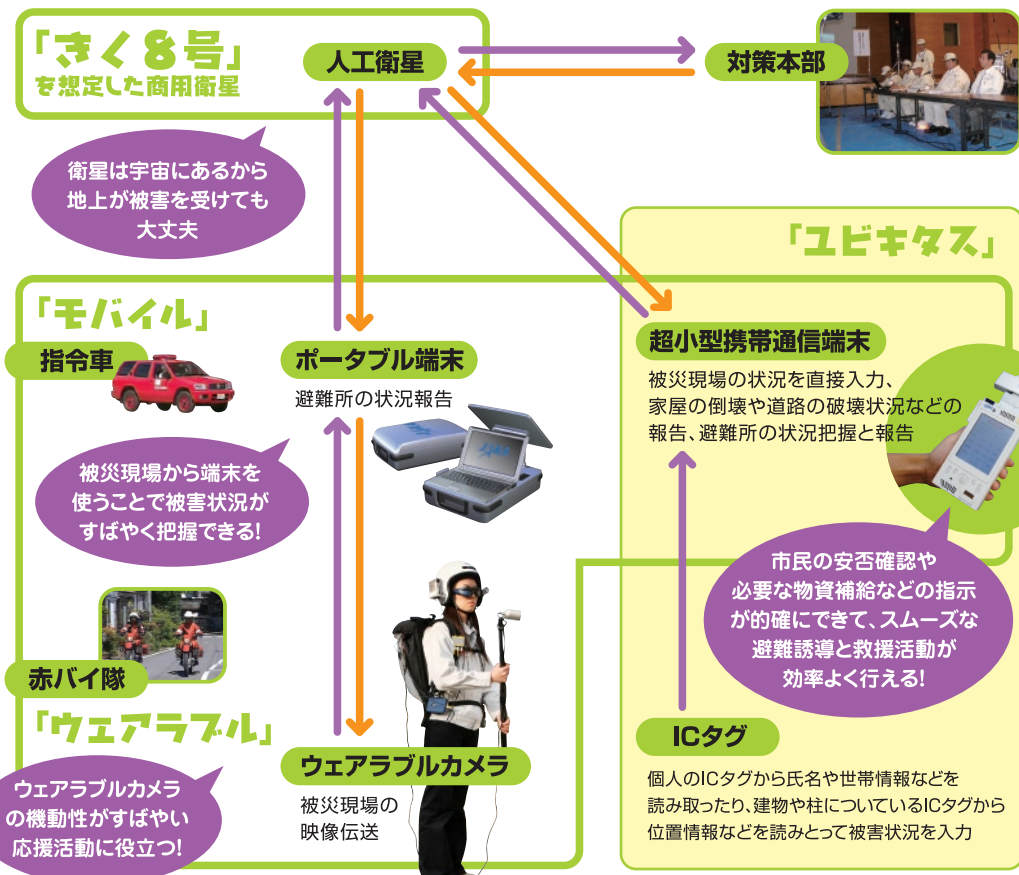 「きく8号」
を想定した商用衛星
人工衛星
対策本部
衛星は宇宙にあるから
地上が被害を受けても
大丈夫
「ユビキタス」
「モバイル」
指令車
ポータブル端末
避難所の状況報告
超小型携帯通信端末
被災現場の状況を直接入力、
家屋の倒壊や道路の破壊状況などの
報告、避難所の状況把握と報告
被災現場から端末を
使うことで被害状況が
すばやく把握できる!
市民の安否確認や
必要な物資補給などの指示
が的確にできて、スムーズな
避難誘導と救援活動が
効率よく行える!
赤バイ隊
「ウェアラブル」
ウェアラブルカメラ
の機動性がすばやい
応援活動に役立つ!
ウェアラブルカメラ
被災現場の
映像伝送
ICタグ
個人のICタグから氏名や世帯情報などを
読み取ったり、建物や柱についているICタグから
位置情報などを読みとって被害状況を入力